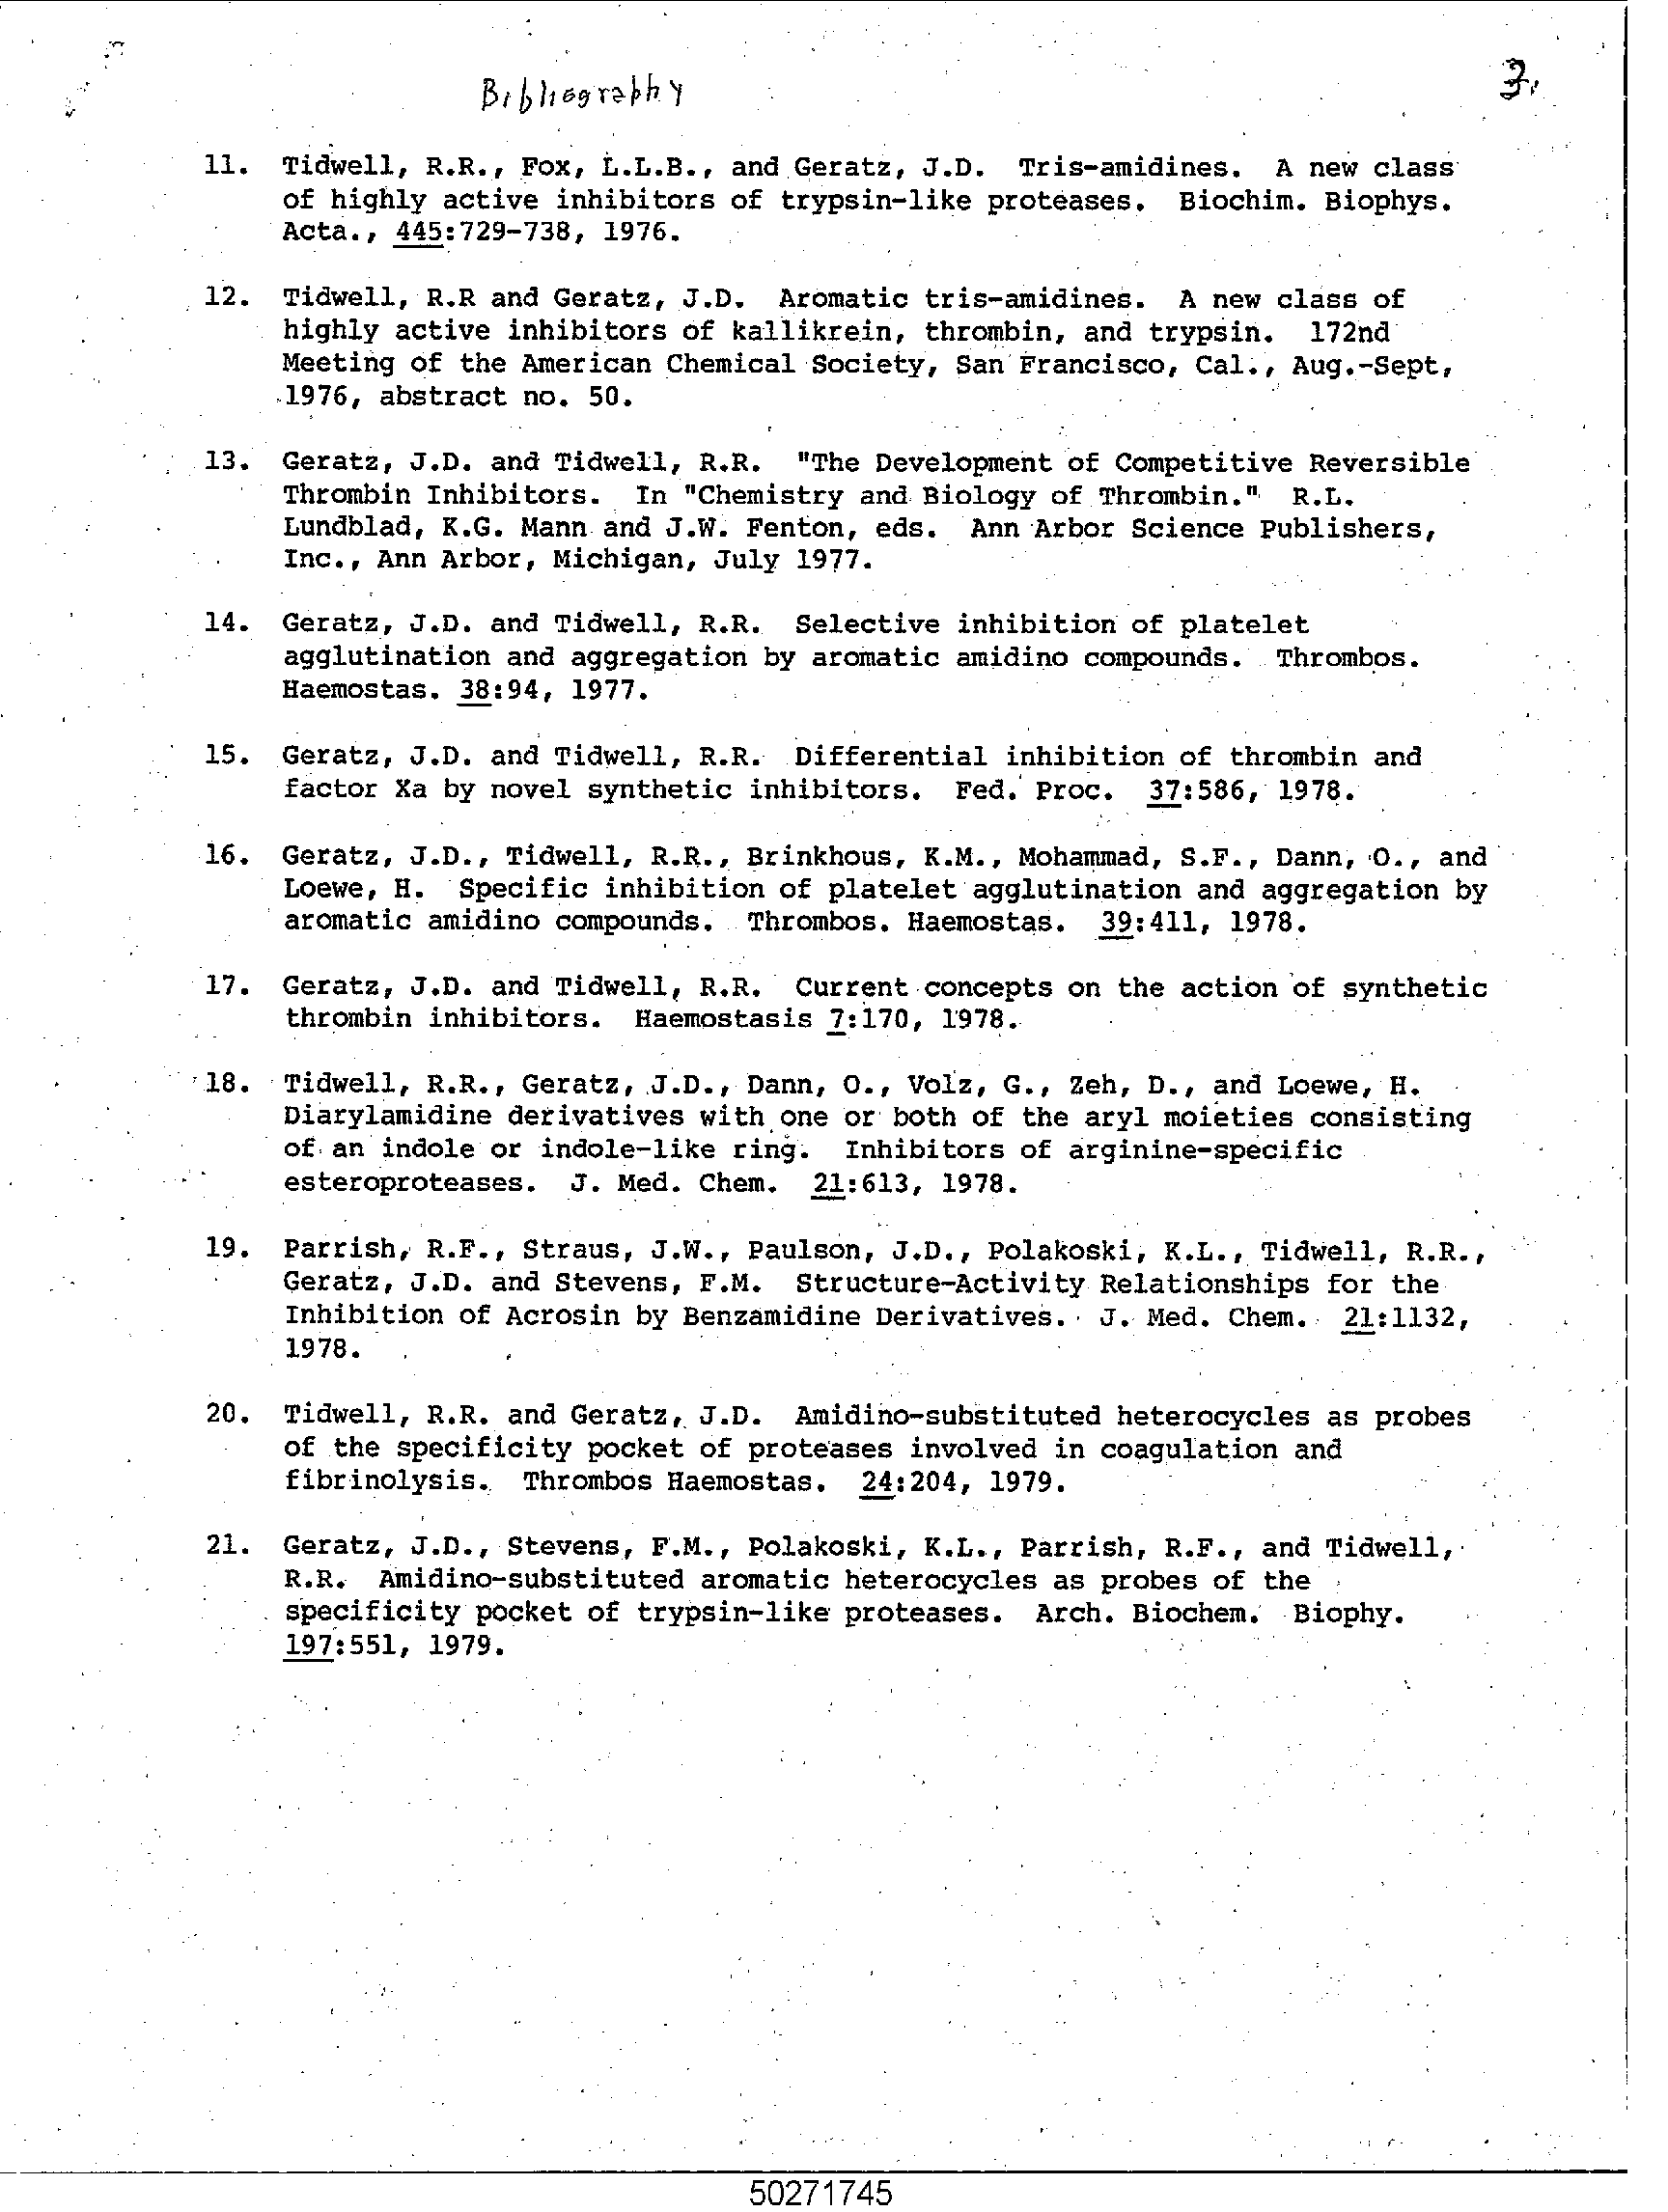 Bibliography
3.
11. Tidwell, R.R., Fox, L.L.B., and Geratz, J.D. Tris-amidines. A new class
of highly active inhibitors of trypsin-like proteases. Biochim. Biophys.
Acta., 445:729-738, 1976.
12. Tidwell, R.R and Geratz, J.D. Aromatic tris-amidines. A new class of
highly active inhibitors of kallikrein, thrombin, and trypsin. 172nd
Meeting of the American Chemical Society, San Francisco, Cal., Aug.-Sept,
1976, abstract no. 50.
13. Geratz, J.D. and Tidwell, R.R. "The Development of Competitive Reversible
Thrombin Inhibitors. In "Chemistry and Biology of Thrombin." R.L.
Lundblad, K.G. Mann and J.W. Fenton, eds. Ann Arbor Science Publishers,
Inc., Ann Arbor, Michigan, July 1977.
14. Geratz, J.D. and Tidwell, R.R. Selective inhibition of platelet
agglutination and aggregation by aromatic amidino compounds. Thrombos.
Haemostas. 38:94, 1977.
15. Geratz, J.D. and Tidwell, R.R. Differential inhibition of thrombin and
factor Xa by novel synthetic inhibitors. Fed. Proc. 37:586, 1978.
16. Geratz, J.D., Tidwell, R.R., Brinkhous, K.M., Mohammad, S.F., Dann, O., and
Loewe, H. Specific inhibition of platelet agglutination and aggregation by
aromatic amidino compounds. Thrombos. Haemostas. 39:411, 1978.
17. Geratz, J.D. and Tidwell, R.R. Current concepts on the action of synthetic
thrombin inhibitors. Haemostasis 7:170, 1978.
18. Tidwell, R.R., Geratz, J.D., Dann, O., Volz, G., Zeh, D., and Loewe, H.
Diarylamidine derivatives with one or both of the aryl moieties consisting
of an indole or indole-like ring. Inhibitors of arginine-specific
esteroproteases. J. Med. Chem. 21:613, 1978.
19. Parrish, R.F., Straus, J.W., Paulson, J.D., Polakoski, K.L., Tidwell, R.R.,
Geratz, J.D. and Stevens, F.M. Structure-Activity Relationships for the
Inhibition of Acrosin by Benzamidine Derivatives. J. Med. Chem. 21:1132,
1978.
20. Tidwell, R.R. and Geratz, J.D. Amidino-substituted heterocycles as probes
of the specificity pocket of proteases involved in coagulation and
fibrinolysis. Thrombos Haemostas. 24:204, 1979.
21. Geratz, J.D., Stevens, F.M., Polakoski, K.L., Parrish, R.F., and Tidwell,
R.R. Amidino-substituted aromatic heterocycles as probes of the
specificity pocket of trypsin-like proteases. Arch. Biochem. Biophy.
197:551, 1979.
50271745